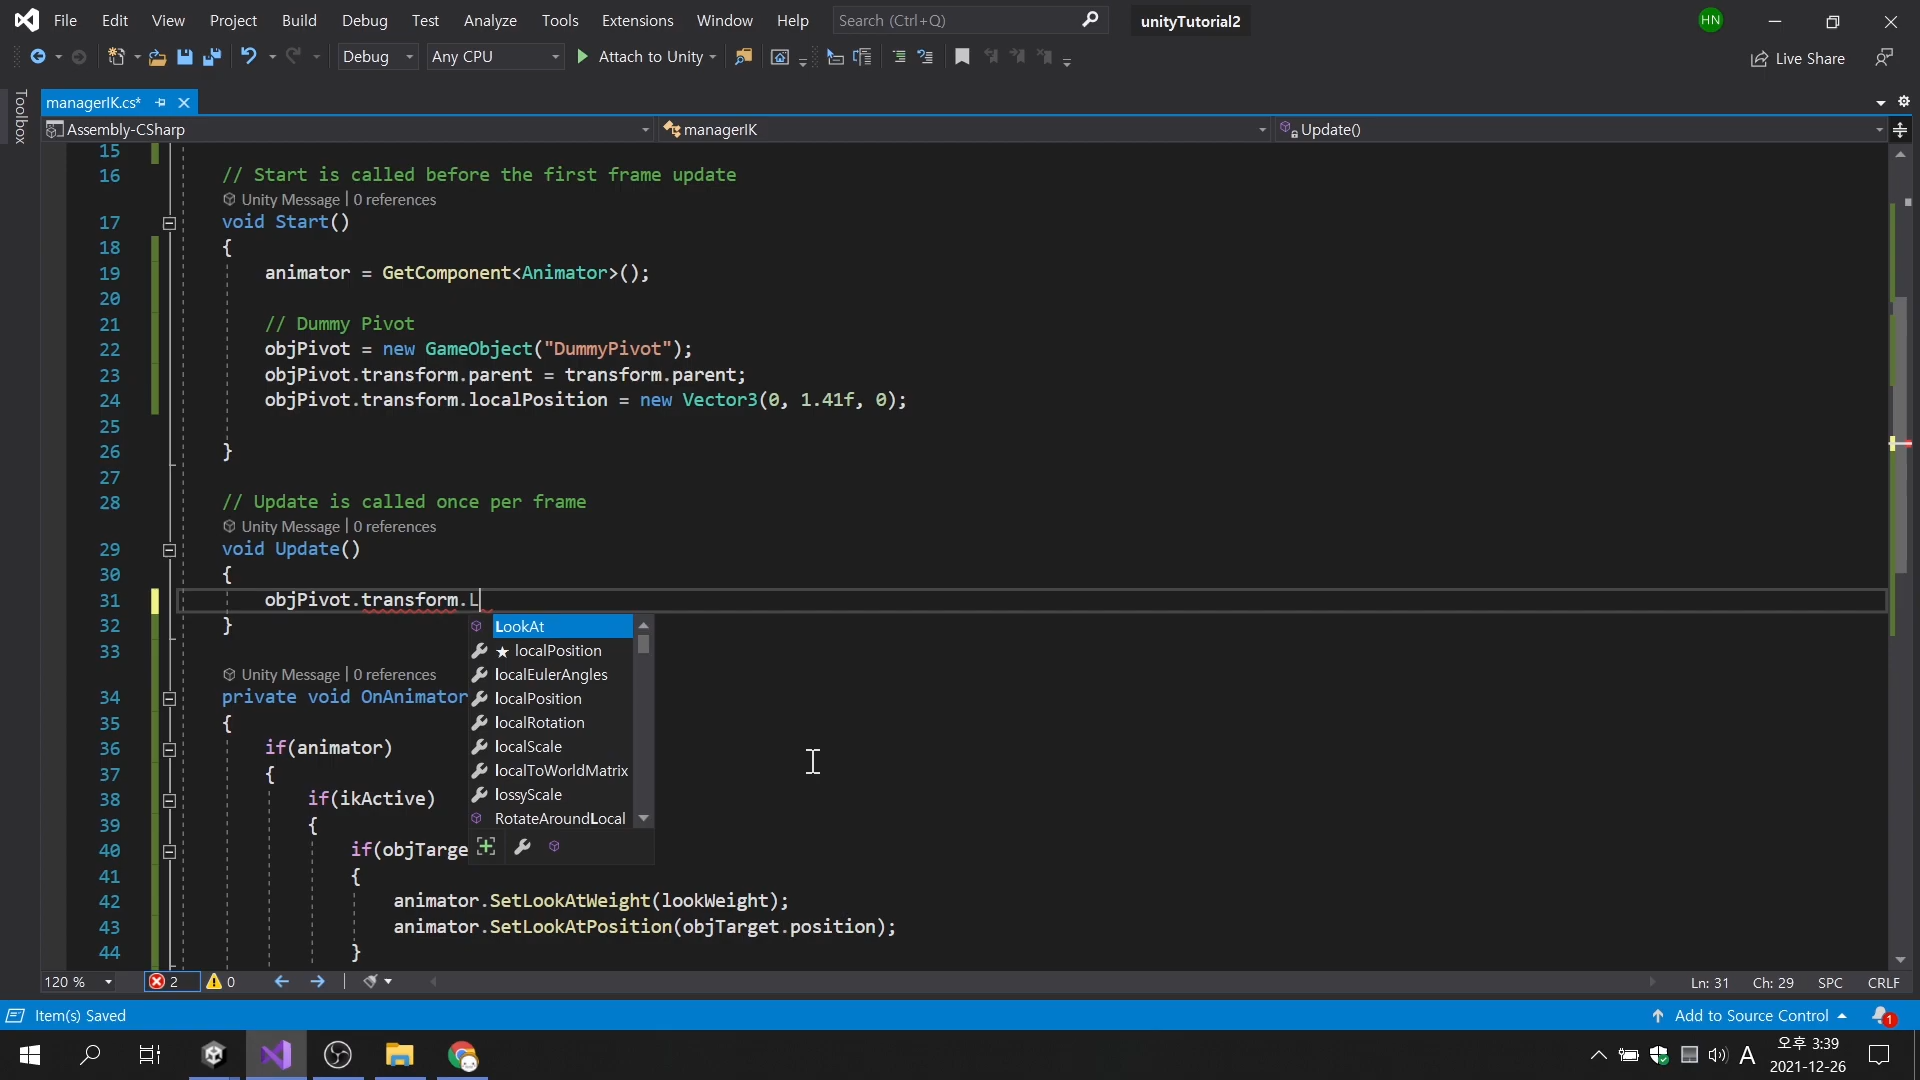 File Edit View Project Build Debug Test Analyze Tools Extensions Window Help Search (Ctrl+Q) unityTutorial2 HN
Debug Any CPU Attach to Unity Live Share
Toolbox
managerIK.cs*
Assembly-CSharp managerIK Update()
15
16 // Start is called before the first frame update
Unity Message | 0 references
17 void Start()
18 {
19 animator = GetComponent<Animator>();
20
21 // Dummy Pivot
22 objPivot = new GameObject("DummyPivot");
23 objPivot.transform.parent = transform.parent;
24 objPivot.transform.localPosition = new Vector3(0, 1.41f, 0);
25
26 }
27
28 // Update is called once per frame
Unity Message | 0 references
29 void Update()
30 {
31 objPivot.transform.L
32 }
LookAt
33
★ localPosition
localEulerAngles
Unity Message | 0 references
34 private void OnAnimator
localPosition
35 {
localRotation
36 if(animator)
localScale
37 {
localToWorldMatrix
38 if(ikActive)
lossyScale
39 {
RotateAroundLocal
40 if(objTarge
41 {
42 animator.SetLookAtWeight(lookWeight);
43 animator.SetLookAtPosition(objTarget.position);
44 }
120 % 2 0 Ln: 31 Ch: 29 SPC CRLF
Item(s) Saved Add to Source Control 1
A 오후 3:39
2021-12-26